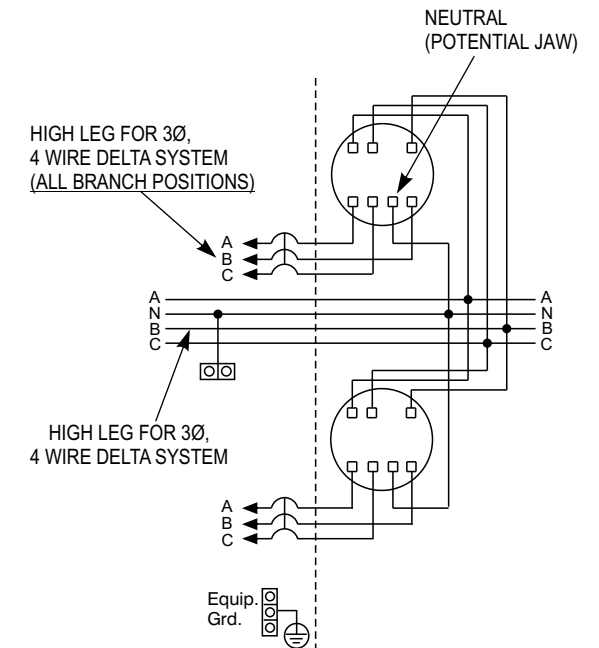 NEUTRAL
(POTENTIAL JAW)
HIGH LEG FOR 3Ø,
4 WIRE DELTA SYSTEM
(ALL BRANCH POSITIONS)
A
B
C
A
N
B
C
A
N
B
C
HIGH LEG FOR 3Ø,
4 WIRE DELTA SYSTEM
A
B
C
Equip.
Grd.